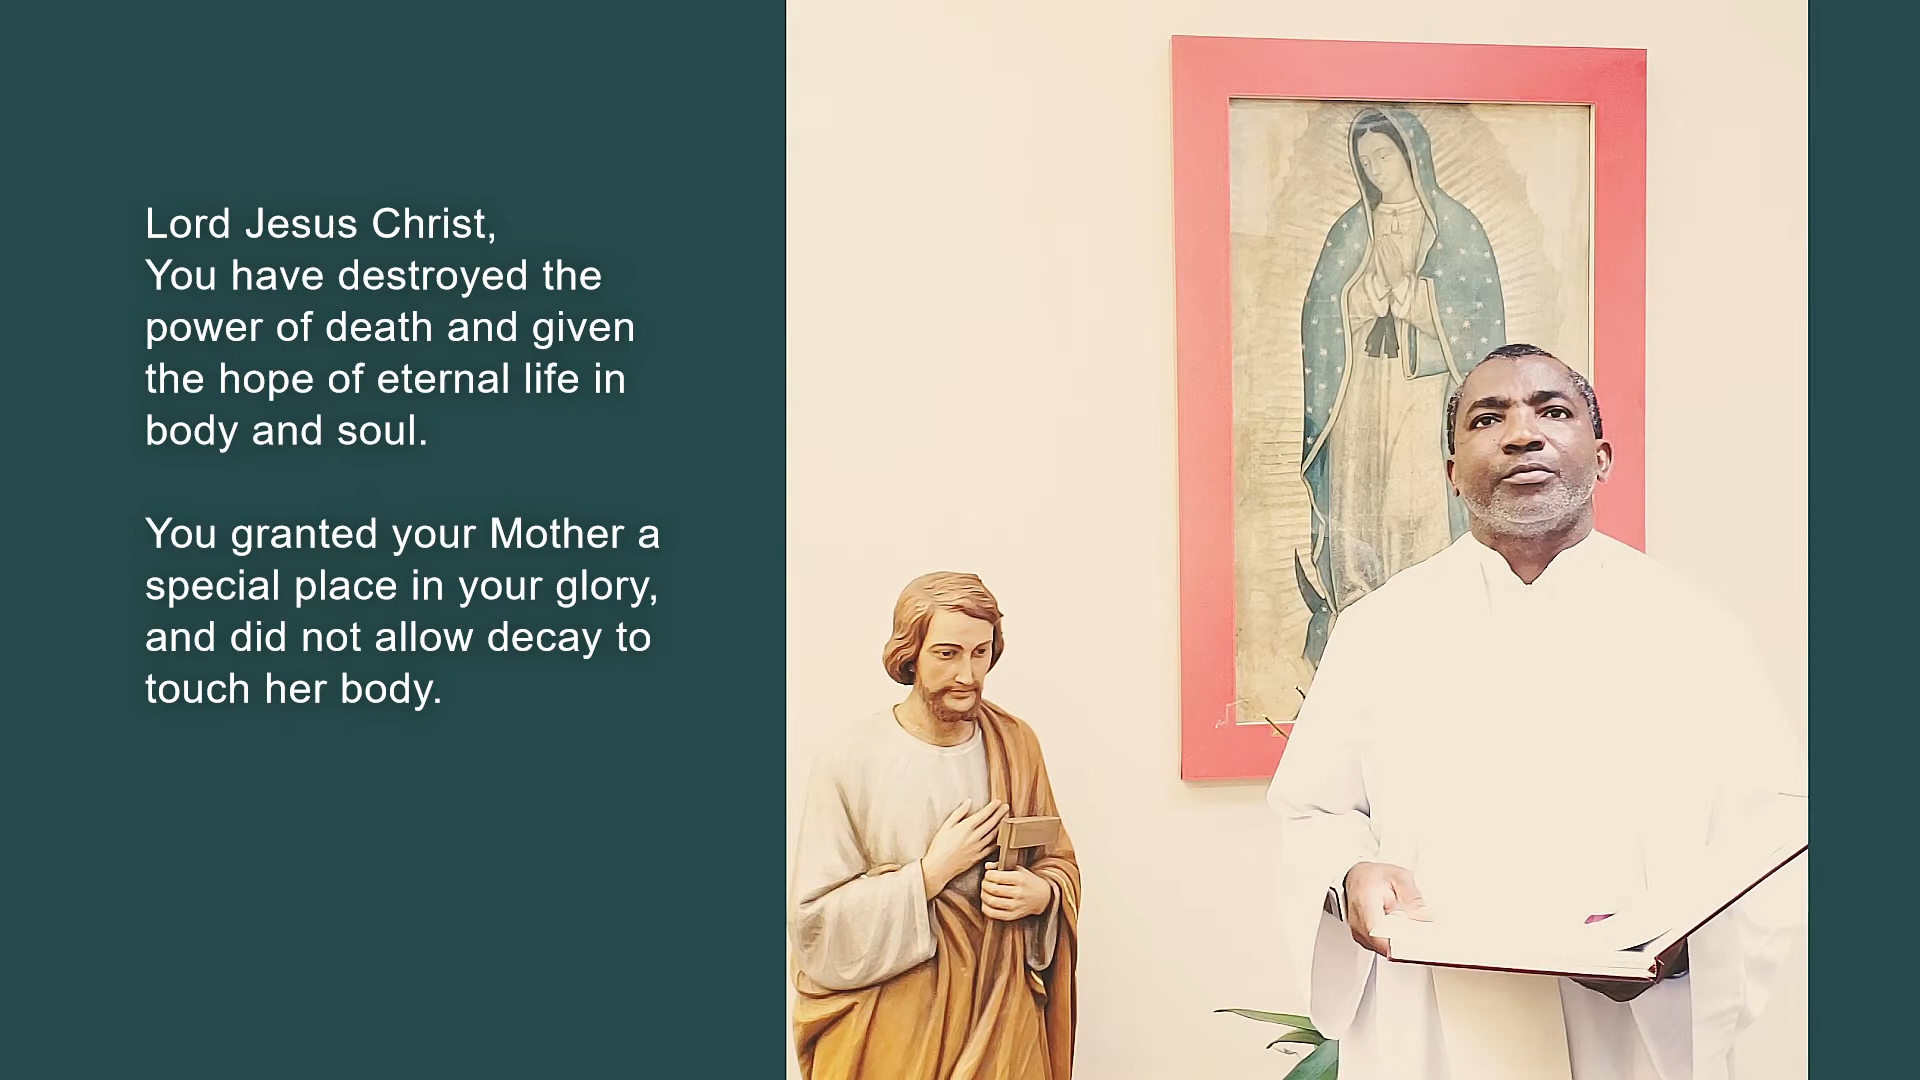 Lord Jesus Christ,
You have destroyed the
power of death and given
the hope of eternal life in
body and soul.
You granted your Mother a
special place in your glory,
and did not allow decay to
touch her body.